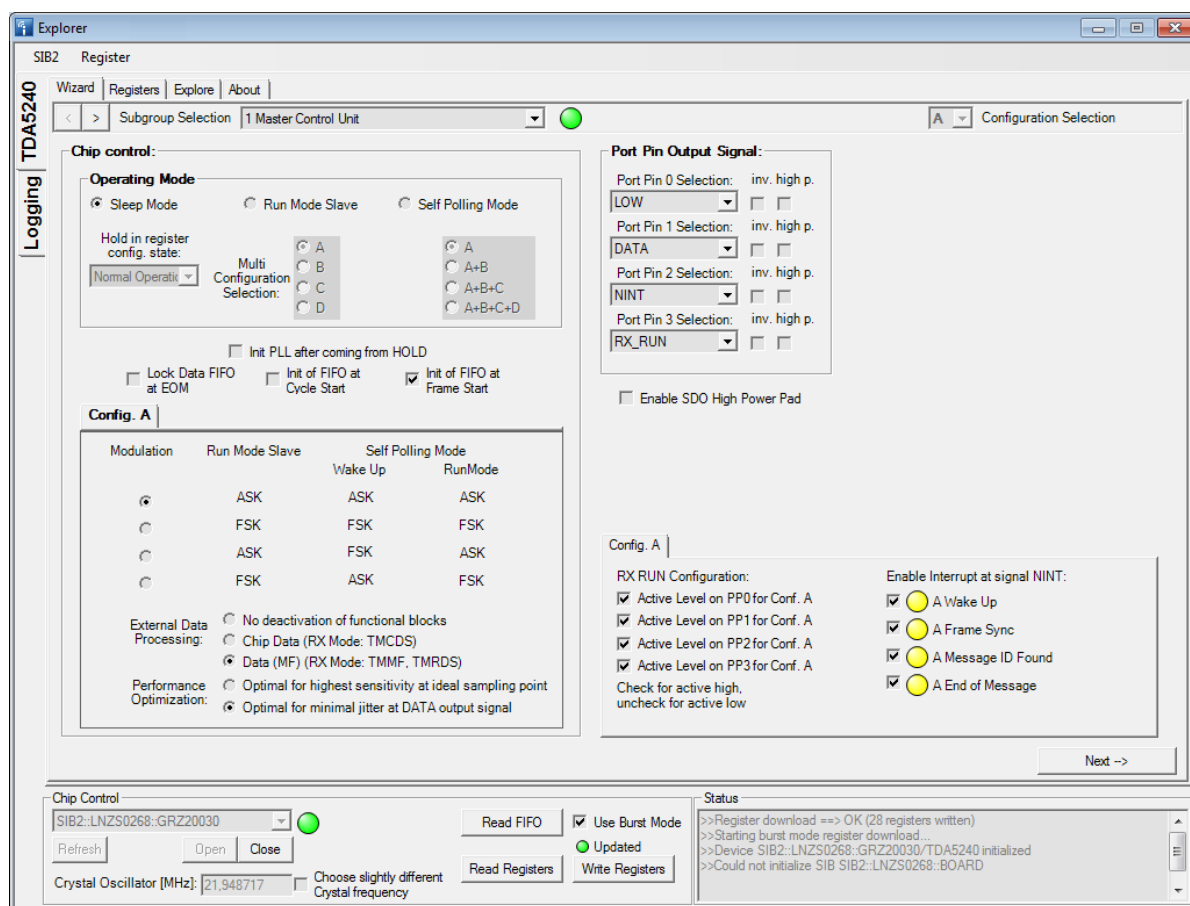 Explorer
SIB2 Register
TDA5240
Logging
Wizard Registers Explore About
< > Subgroup Selection 1 Master Control Unit A Configuration Selection
Chip control:
Operating Mode
Sleep Mode Run Mode Slave Self Polling Mode
Hold in register
config. state:
Normal Operatic
Multi
Configuration
Selection:
A
B
C
D
A
A+B
A+B+C
A+B+C+D
Init PLL after coming from HOLD
Lock Data FIFO
at EOM
Init of FIFO at
Cycle Start
Init of FIFO at
Frame Start
Config. A
Modulation Run Mode Slave Self Polling Mode
Wake Up RunMode
ASK ASK ASK
FSK FSK FSK
ASK FSK ASK
FSK ASK FSK
External Data
Processing:
No deactivation of functional blocks
Chip Data (RX Mode: TMCDS)
Data (MF) (RX Mode: TMMF, TMRDS)
Performance
Optimization:
Optimal for highest sensitivity at ideal sampling point
Optimal for minimal jitter at DATA output signal
Port Pin Output Signal:
Port Pin 0 Selection: inv. high p.
LOW
Port Pin 1 Selection: inv. high p.
DATA
Port Pin 2 Selection: inv. high p.
NINT
Port Pin 3 Selection: inv. high p.
RX_RUN
Enable SDO High Power Pad
Config. A
RX RUN Configuration:
Active Level on PP0 for Conf. A
Active Level on PP1 for Conf. A
Active Level on PP2 for Conf. A
Active Level on PP3 for Conf. A
Check for active high,
uncheck for active low
Enable Interrupt at signal NINT:
A Wake Up
A Frame Sync
A Message ID Found
A End of Message
Next -->
Chip Control
SIB2::LNZS0268::GRZ20030
Refresh Open Close
Crystal Oscillator [MHz]: 21,948717
Choose slightly different
Crystal frequency
Read FIFO Use Burst Mode
Updated
Read Registers Write Registers
Status
>>Register download ==> OK (28 registers written)
>>Starting burst mode register download...
>>Device SIB2::LNZS0268::GRZ20030/TDA5240 initialized
>>Could not initialize SIB SIB2::LNZS0268::BOARD